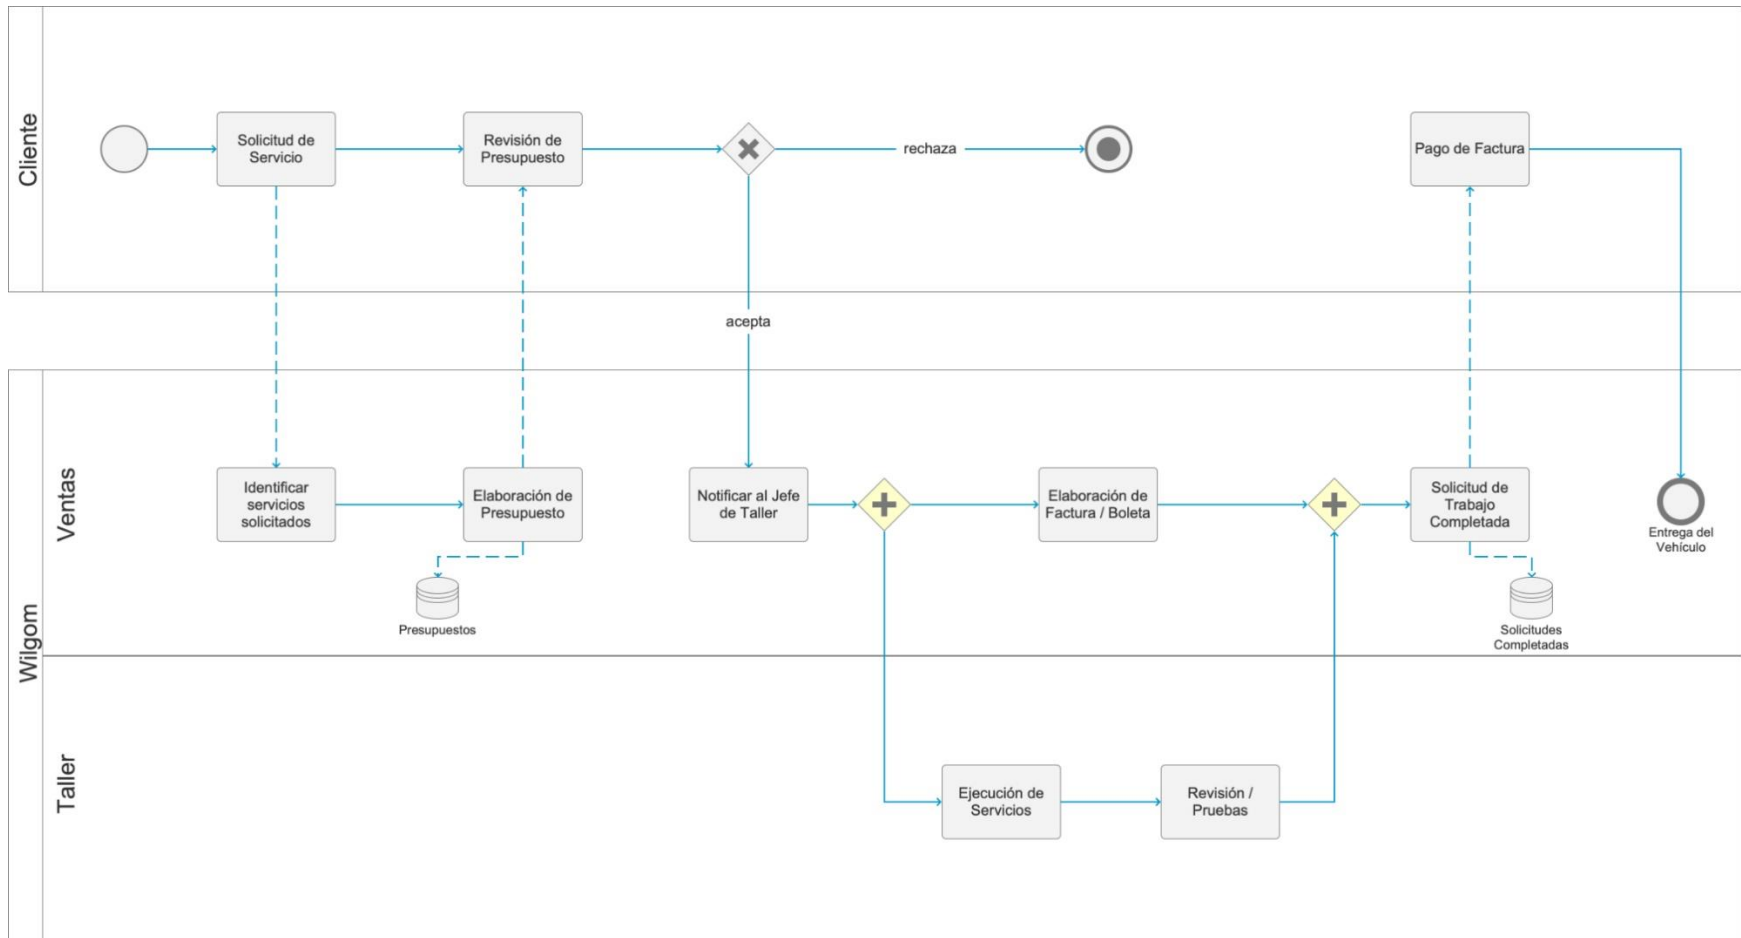 Cliente
Solicitud de
Servicio
Revisión de
Presupuesto
rechaza
Pago de Factura
acepta
Wilgom
Ventas
Identificar
servicios
solicitados
Elaboración de
Presupuesto
Presupuestos
Notificar al Jefe
de Taller
Elaboración de
Factura / Boleta
Solicitud de
Trabajo
Completada
Solicitudes
Completadas
Entrega del
Vehículo
Taller
Ejecución de
Servicios
Revisión /
Pruebas